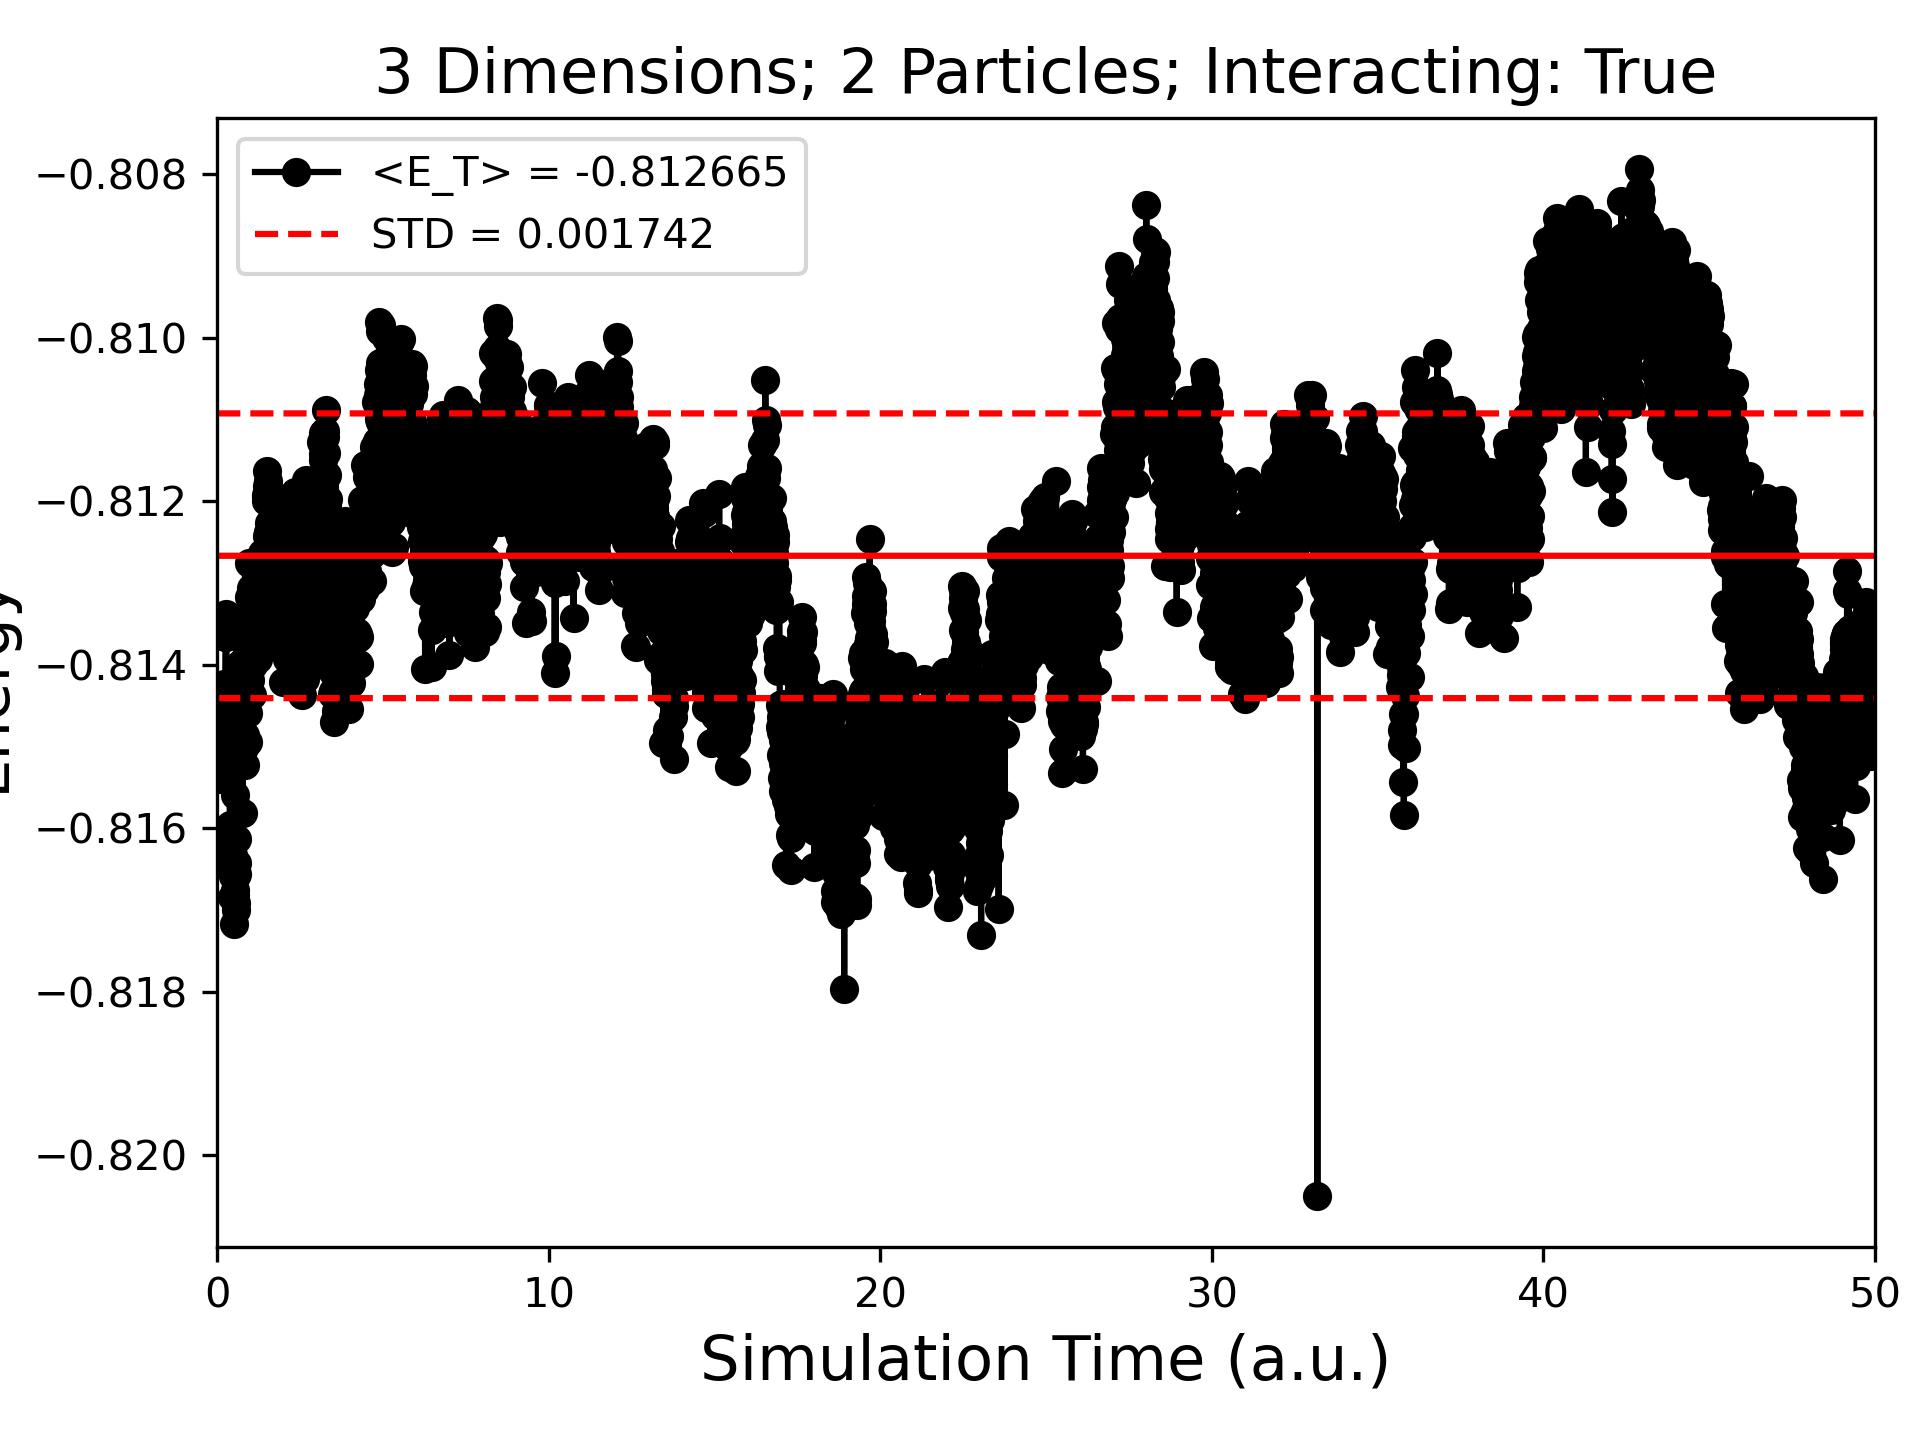 3 Dimensions; 2 Particles; Interacting: True
<E_T> = -0.812665
STD = 0.001742
−0.808
−0.810
−0.812
−0.814
−0.816
−0.818
−0.820
Energy
0 10 20 30 40 50
Simulation Time (a.u.)